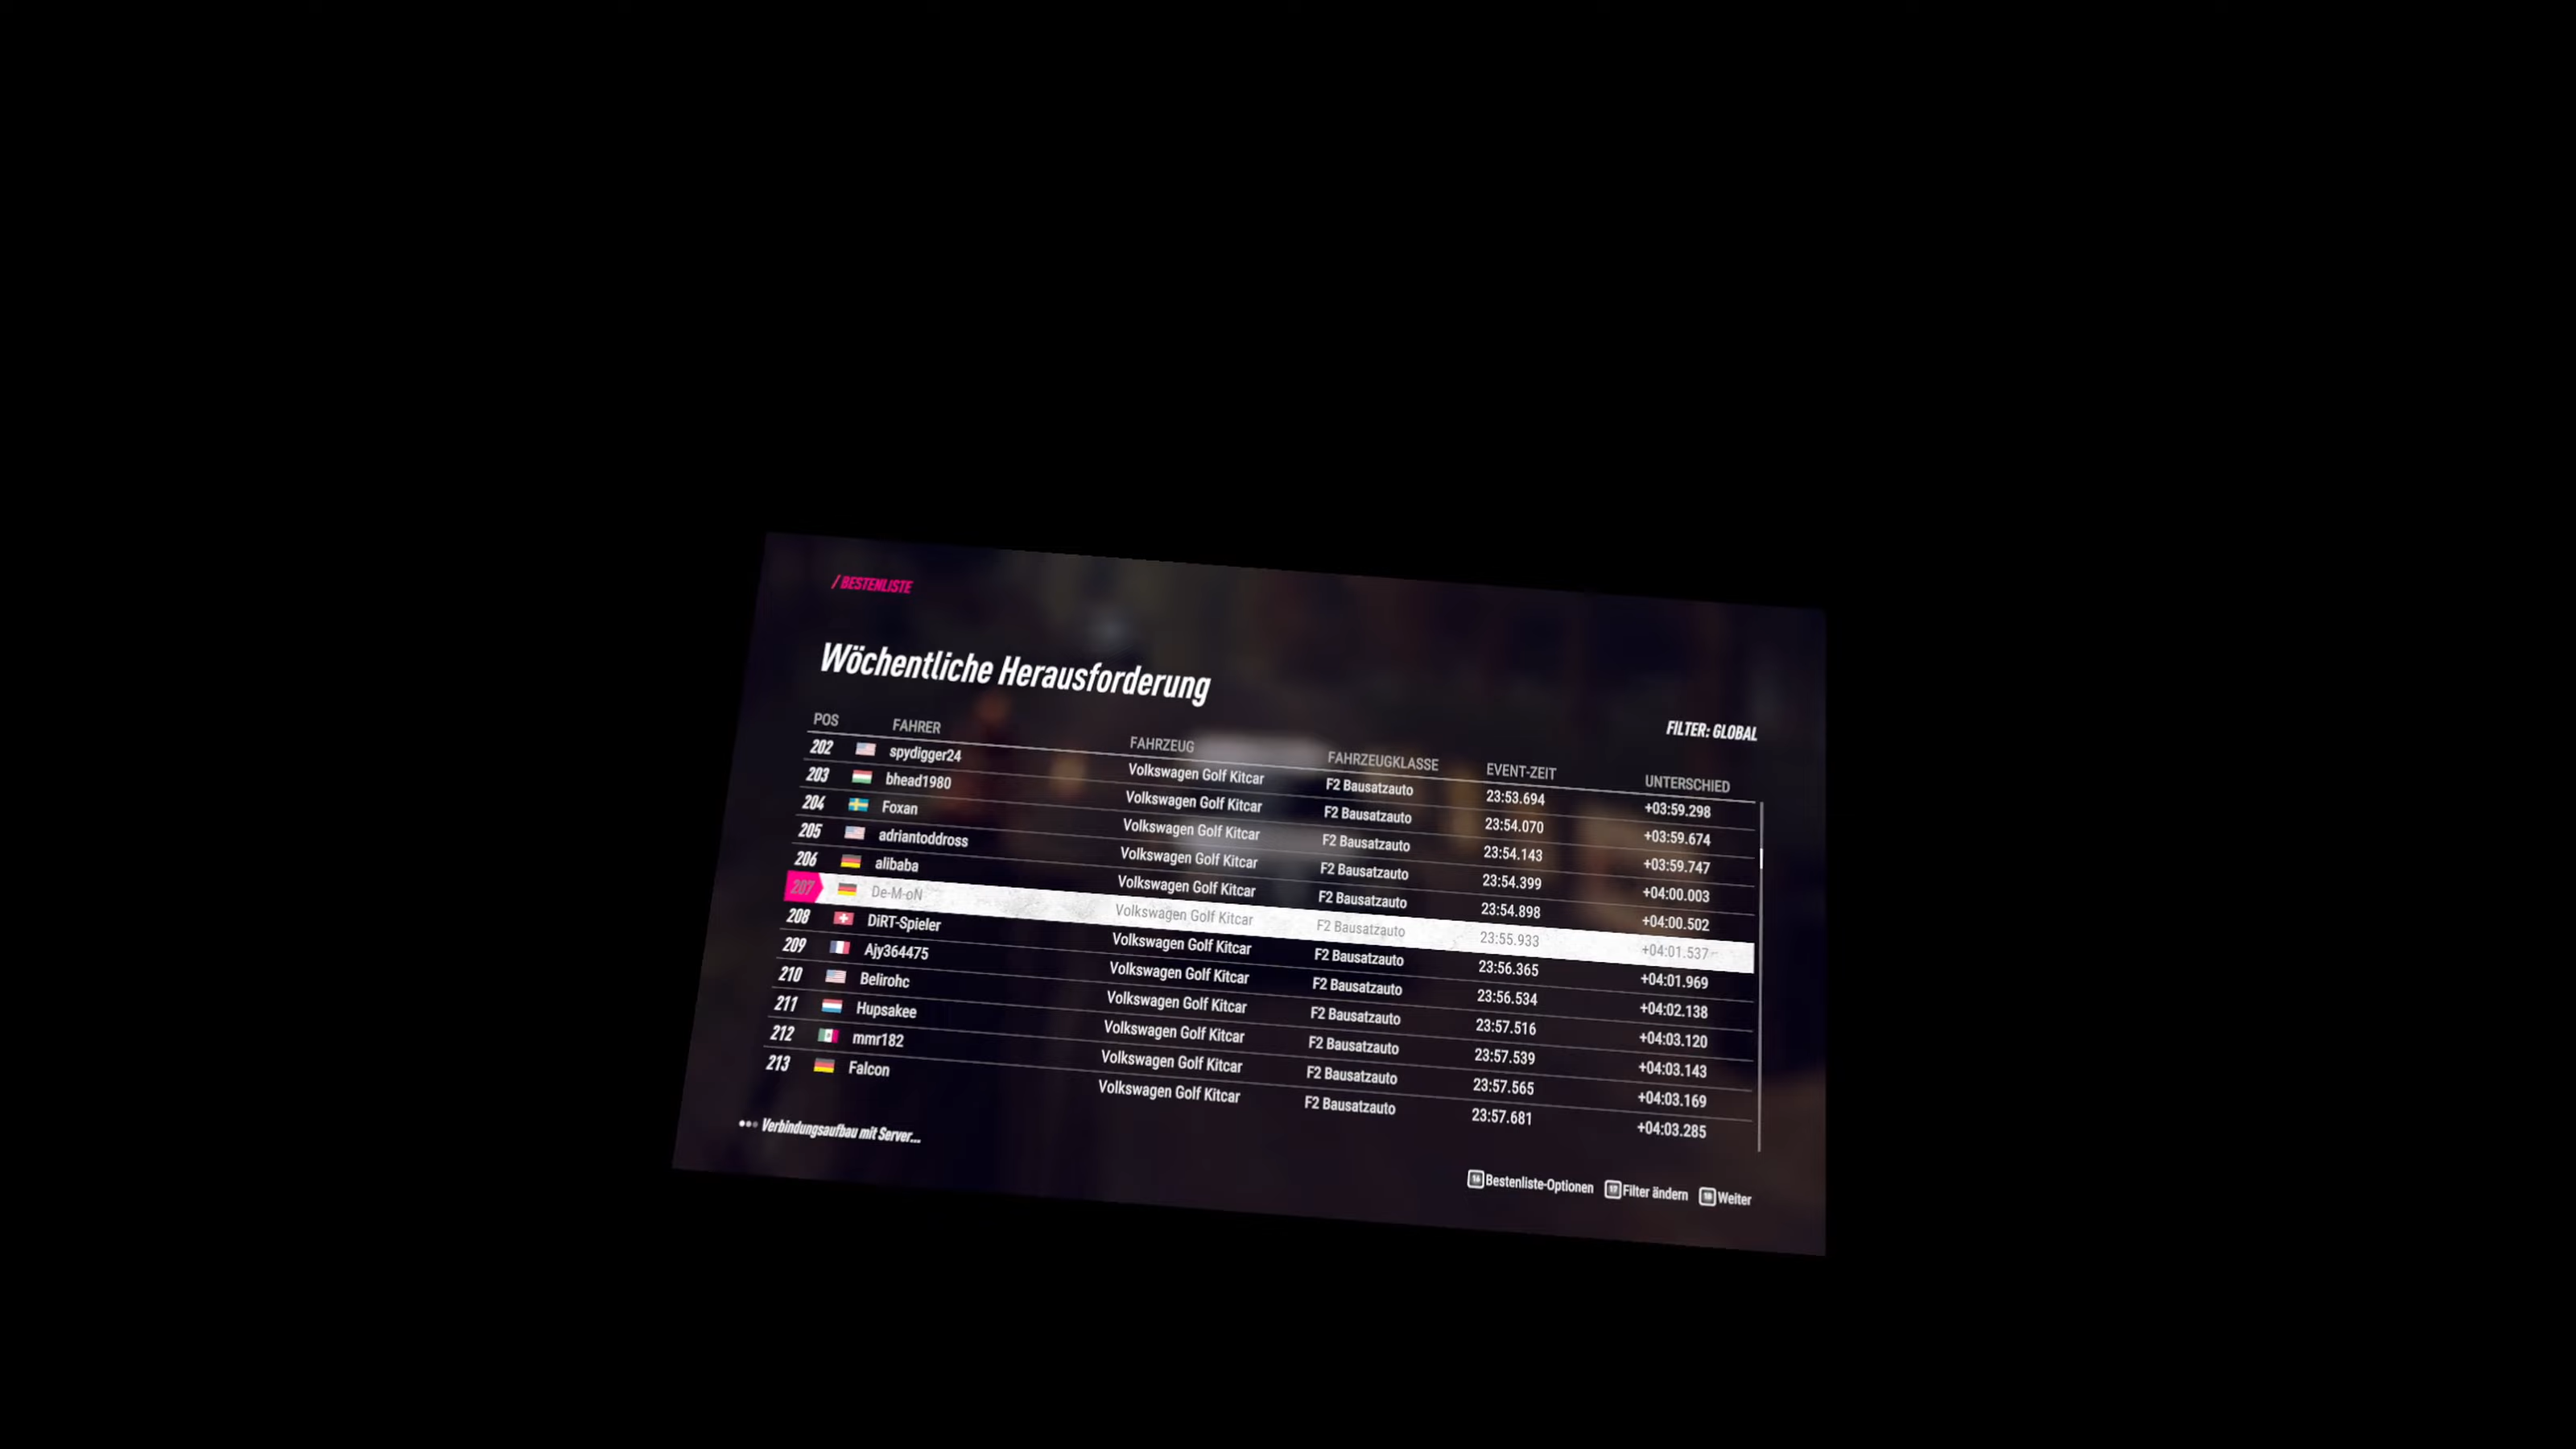 / BESTENLISTE
Wöchentliche Herausforderung
FILTER: GLOBAL
POS FAHRER FAHRZEUG FAHRZEUGKLASSE EVENT-ZEIT UNTERSCHIED
202 spydigger24 Volkswagen Golf Kitcar F2 Bausatzauto 23:53.694 +03:59.298
203 bhead1980 Volkswagen Golf Kitcar F2 Bausatzauto 23:54.070 +03:59.674
204 Foxan Volkswagen Golf Kitcar F2 Bausatzauto 23:54.143 +03:59.747
205 adriantoddross Volkswagen Golf Kitcar F2 Bausatzauto 23:54.399 +04:00.003
206 alibaba Volkswagen Golf Kitcar F2 Bausatzauto 23:54.898 +04:00.502
207 De-M-oN Volkswagen Golf Kitcar F2 Bausatzauto 23:55.933 +04:01.537
208 DiRT-Spieler Volkswagen Golf Kitcar F2 Bausatzauto 23:56.365 +04:01.969
209 Ajy364475 Volkswagen Golf Kitcar F2 Bausatzauto 23:56.534 +04:02.138
210 Belirohc Volkswagen Golf Kitcar F2 Bausatzauto 23:57.516 +04:03.120
211 Hupsakee Volkswagen Golf Kitcar F2 Bausatzauto 23:57.539 +04:03.143
212 mmr182 Volkswagen Golf Kitcar F2 Bausatzauto 23:57.565 +04:03.169
213 Falcon Volkswagen Golf Kitcar F2 Bausatzauto 23:57.681 +04:03.285
Verbindungsaufbau mit Server...
Bestenliste-Optionen Filter ändern Weiter